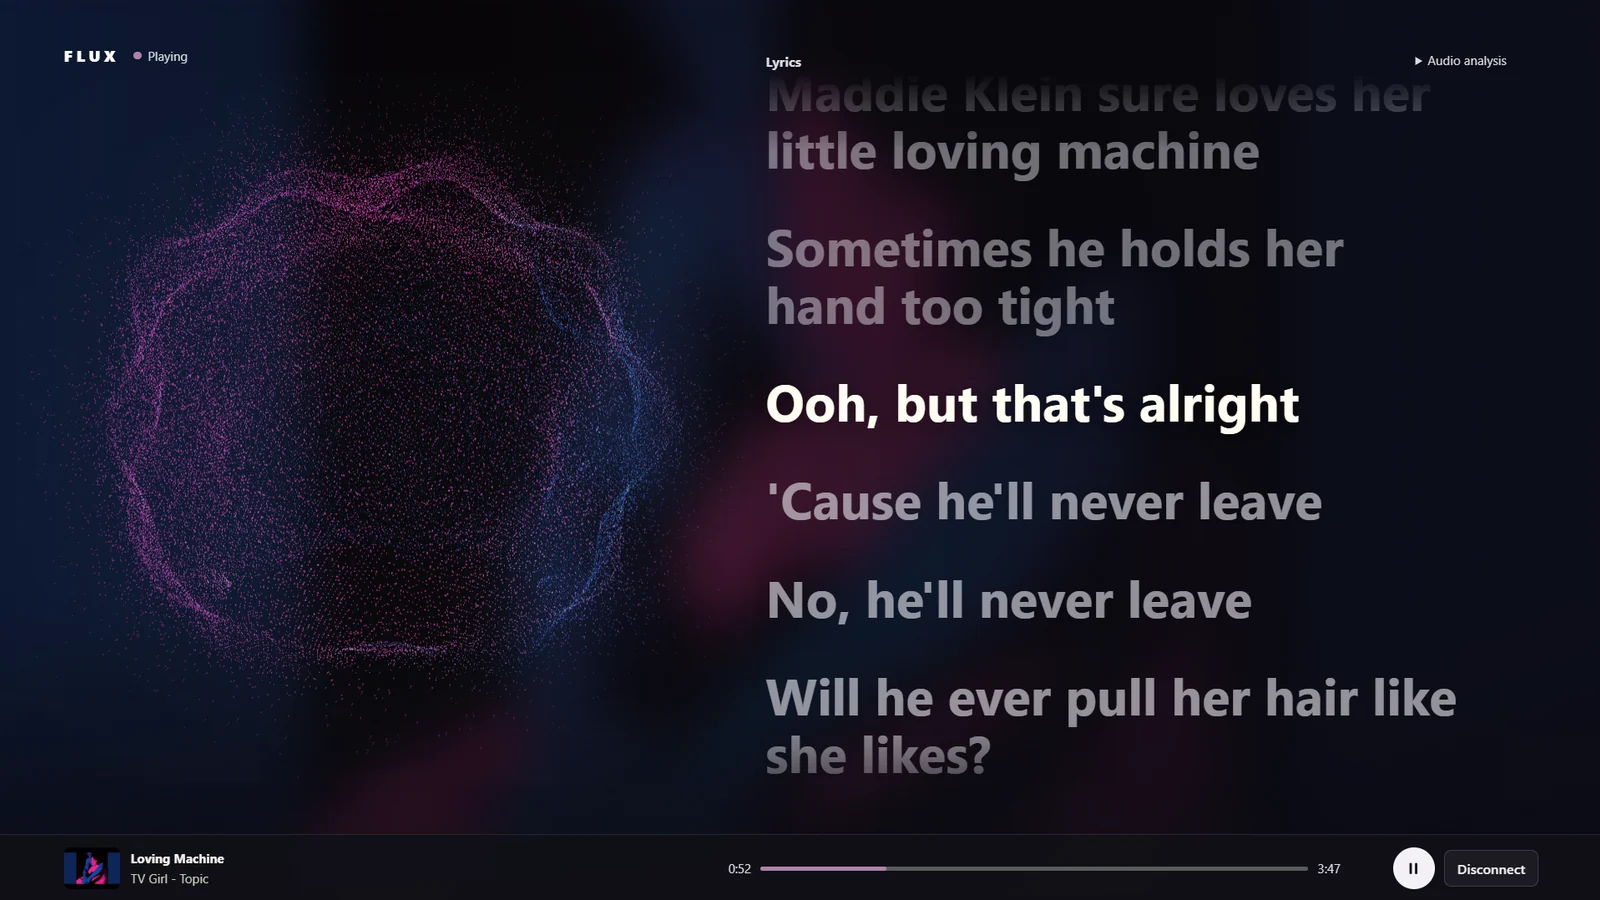 FLUX
Playing
Lyrics
Audio analysis
Maddie Klein sure loves her
little loving machine
Sometimes he holds her
hand too tight
Ooh, but that's alright
'Cause he'll never leave
No, he'll never leave
Will he ever pull her hair like
she likes?
Loving Machine
TV Girl - Topic
0:52
3:47
Disconnect